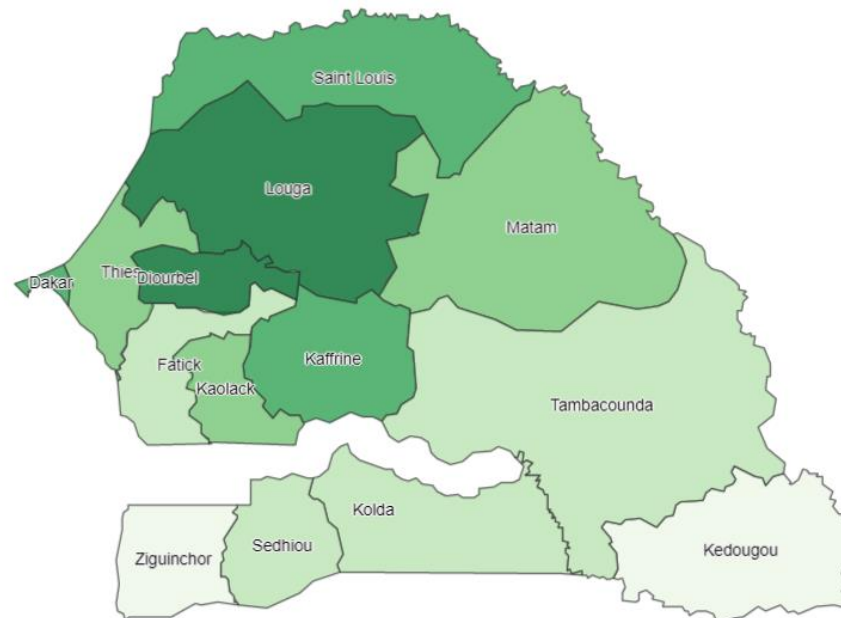 Saint Louis
Louga
Matam
Dakar
Thies
Diourbel
Fatick
Kaolack
Kaffrine
Tambacounda
Kolda
Sedhiou
Ziguinchor
Kedougou